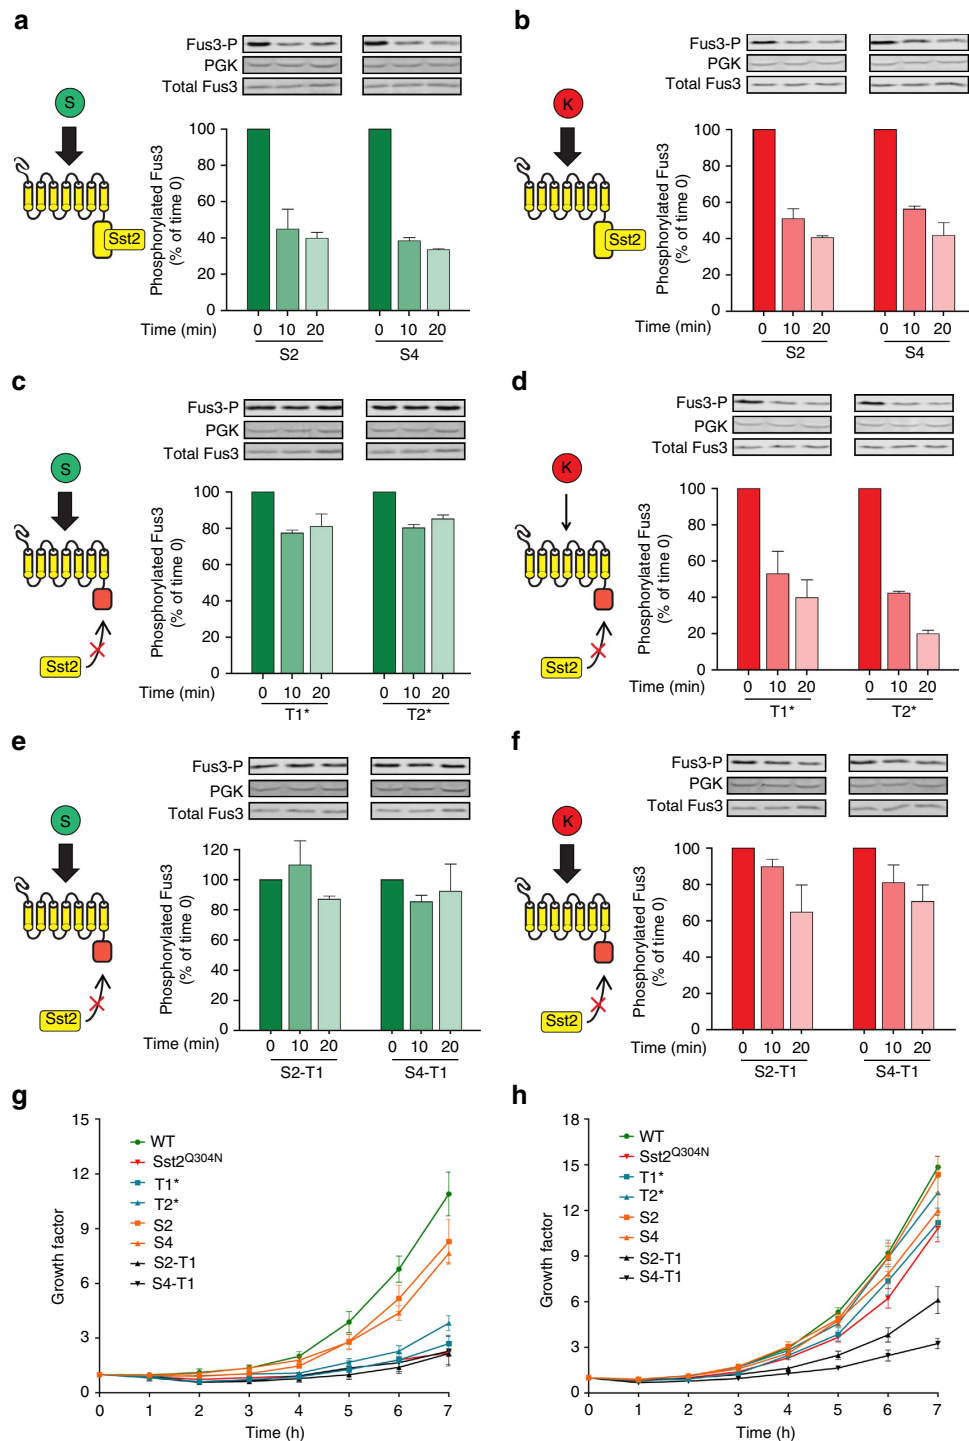 a
Fus3-P
PGK
Total Fus3
S
Sst2
Phosphorylated Fus3
(% of time 0)
100
80
60
40
20
0
Time (min)
0 10 20
0 10 20
S2
S4
b
Fus3-P
PGK
Total Fus3
K
Sst2
Phosphorylated Fus3
(% of time 0)
100
80
60
40
20
0
Time (min)
0 10 20
0 10 20
S2
S4
c
Fus3-P
PGK
Total Fus3
S
Sst2
Phosphorylated Fus3
(% of time 0)
100
80
60
40
20
0
Time (min)
0 10 20
0 10 20
T1*
T2*
d
Fus3-P
PGK
Total Fus3
K
Sst2
Phosphorylated Fus3
(% of time 0)
100
80
60
40
20
0
Time (min)
0 10 20
0 10 20
T1*
T2*
e
Fus3-P
PGK
Total Fus3
S
Sst2
Phosphorylated Fus3
(% of time 0)
120
100
80
60
40
20
0
Time (min)
0 10 20
0 10 20
S2-T1
S4-T1
f
Fus3-P
PGK
Total Fus3
K
Sst2
Phosphorylated Fus3
(% of time 0)
100
80
60
40
20
0
Time (min)
0 10 20
0 10 20
S2-T1
S4-T1
g
Growth factor
15
12
9
6
3
0
WT
Sst2Q304N
T1*
T2*
S2
S4
S2-T1
S4-T1
0 1 2 3 4 5 6 7
Time (h)
h
Growth factor
18
15
12
9
6
3
0
WT
Sst2Q304N
T1*
T2*
S2
S4
S2-T1
S4-T1
0 1 2 3 4 5 6 7
Time (h)